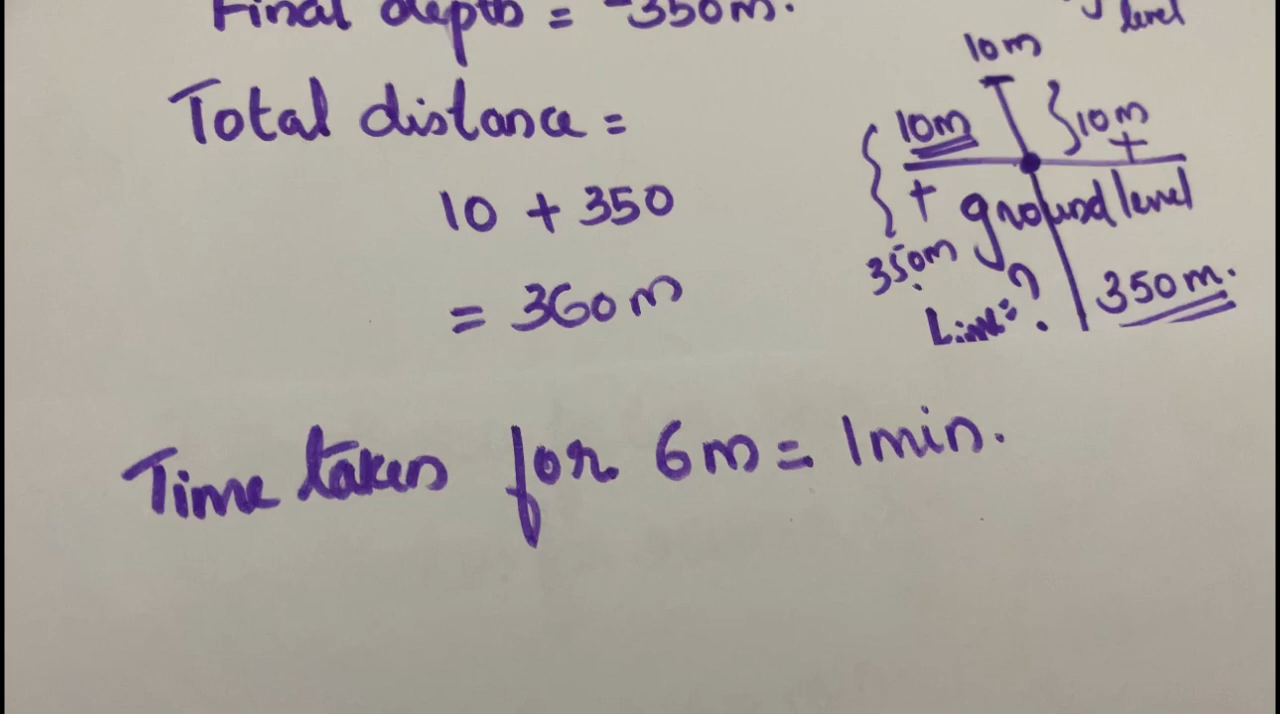 Final depth = -350m.
level
Total distance =
10 + 350
= 360m
10m
10m
} 10m
+
{ +
ground level
350m
350m.
Time taken for 6m = 1min.